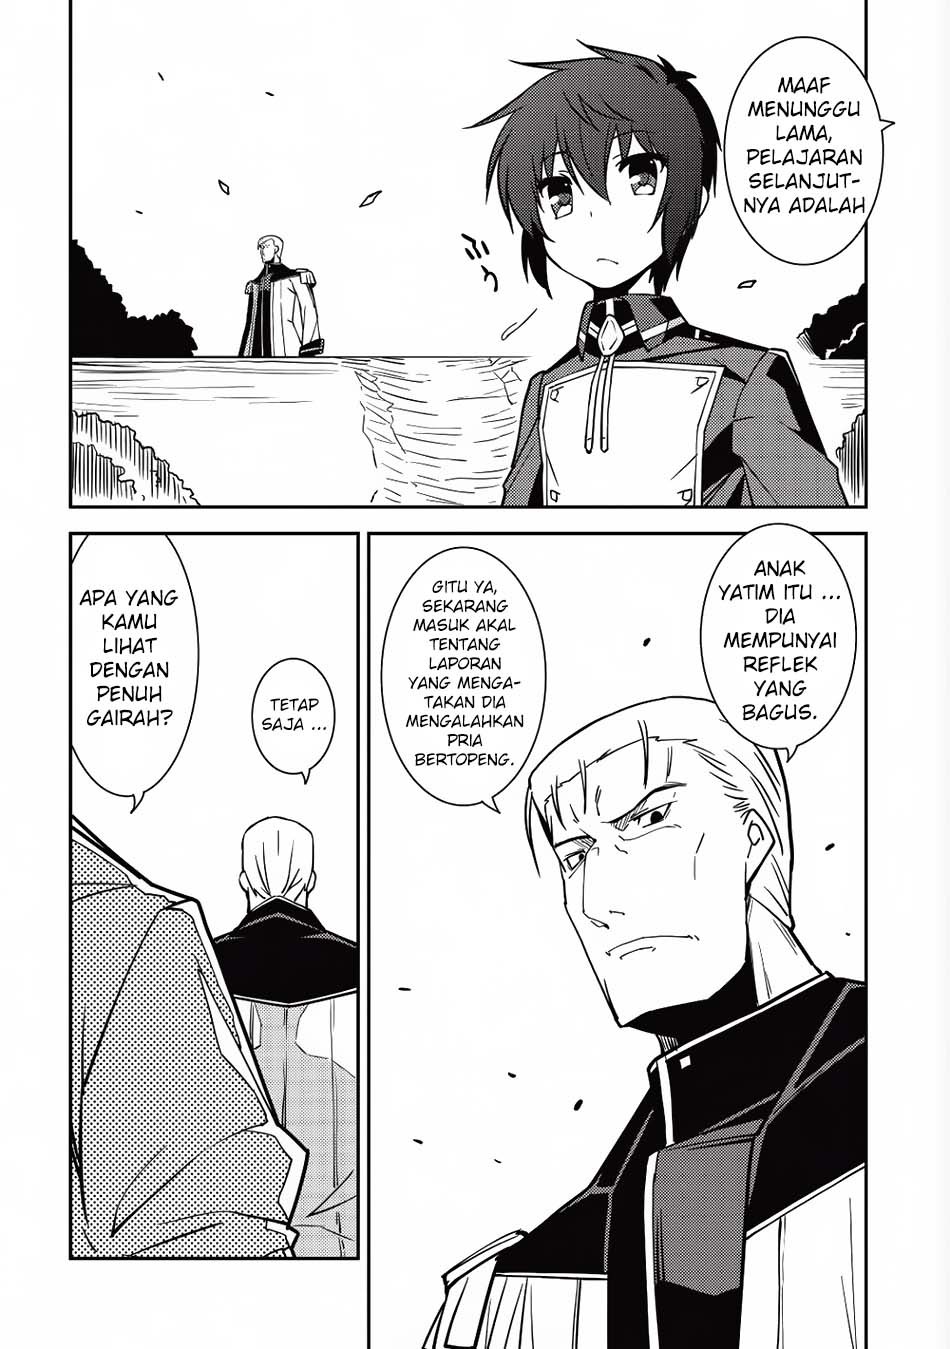 MAAF
MENUNGGU
LAMA,
PELAJARAN
SELANJUT-
NYA ADALAH
ANAK
YATIM ITU ...
DIA
MEMPUNYAI
REFLEK
YANG
BAGUS.
GITU YA,
SEKARANG
MASUK AKAL
TENTANG
LAPORAN
YANG MENGA-
TAKAN DIA
MENGALAHKAN
PRIA
BERTOPENG.
TETAP
SAJA ...
APA YANG
KAMU
LIHAT
DENGAN
PENUH
GAIRAH?